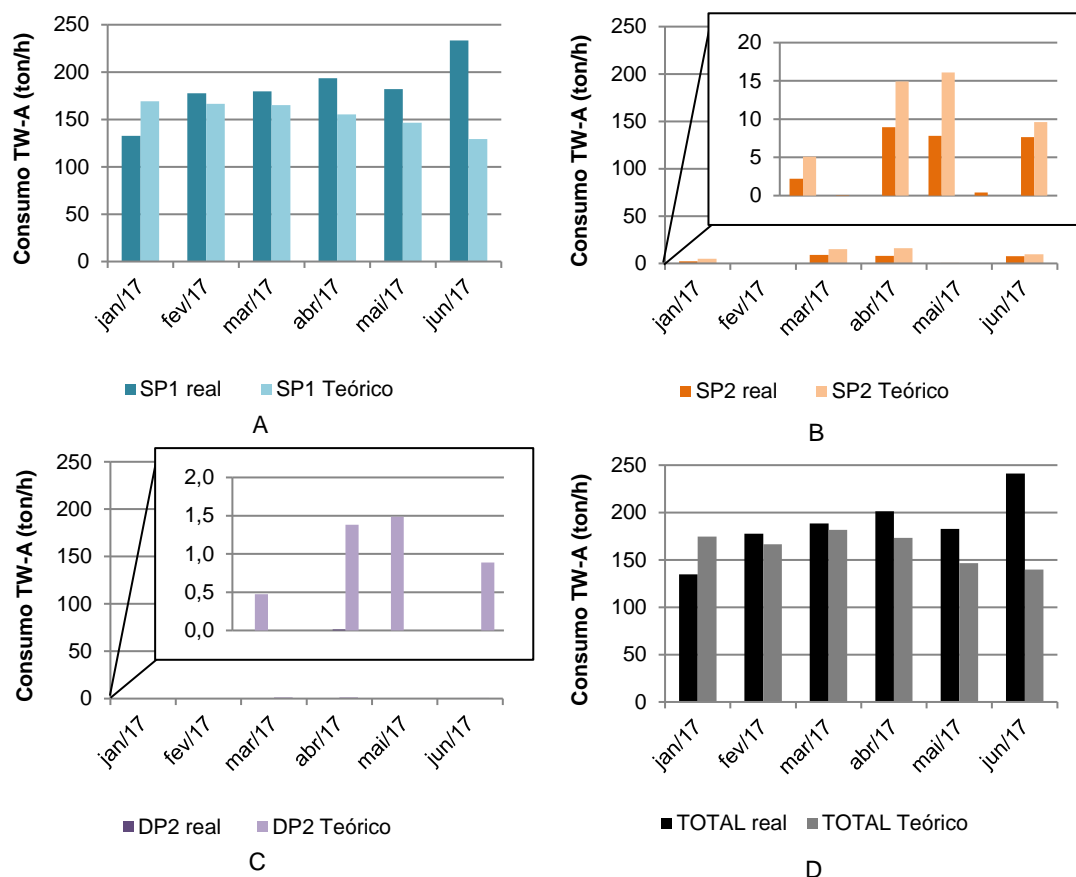 Consumo TW-A (ton/h)
250
200
150
100
50
0
jan/17
fev/17
mar/17
abr/17
mai/17
jun/17
SP1 real SP1 Teórico
A
Consumo TW-A (ton/h)
250
200
150
100
50
0
20
15
10
5
0
jan/17
fev/17
mar/17
abr/17
mai/17
jun/17
SP2 real SP2 Teórico
B
Consumo TW-A (ton/h)
250
200
150
100
50
0
2,0
1,5
1,0
0,5
0,0
jan/17
fev/17
mar/17
abr/17
mai/17
jun/17
DP2 real DP2 Teórico
C
Consumo TW-A (ton/h)
250
200
150
100
50
0
jan/17
fev/17
mar/17
abr/17
mai/17
jun/17
TOTAL real TOTAL Teórico
D